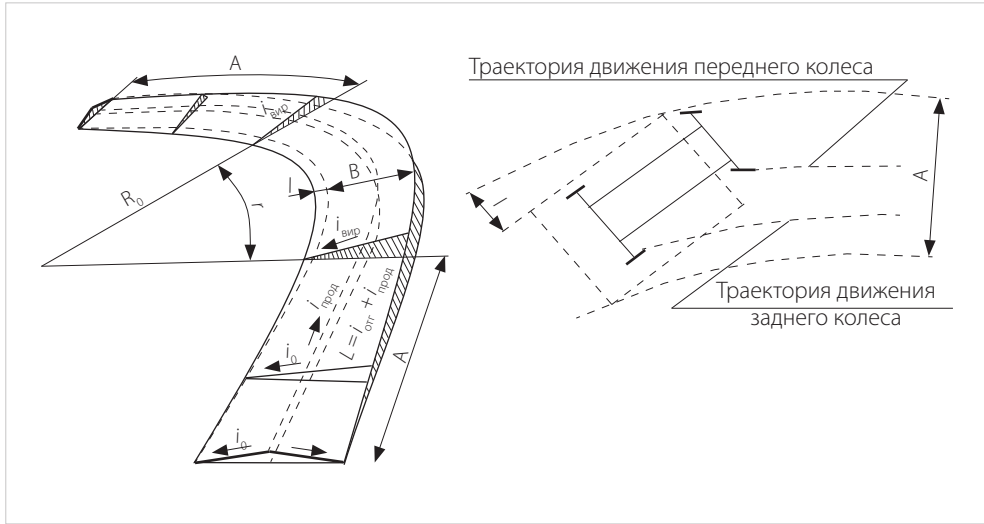 A
i вир
R₀
r
l
B
i вир
i прод
L = i отг + i прод
A
i₀
i₀
Траектория движения переднего колеса
A
Траектория движения
заднего колеса